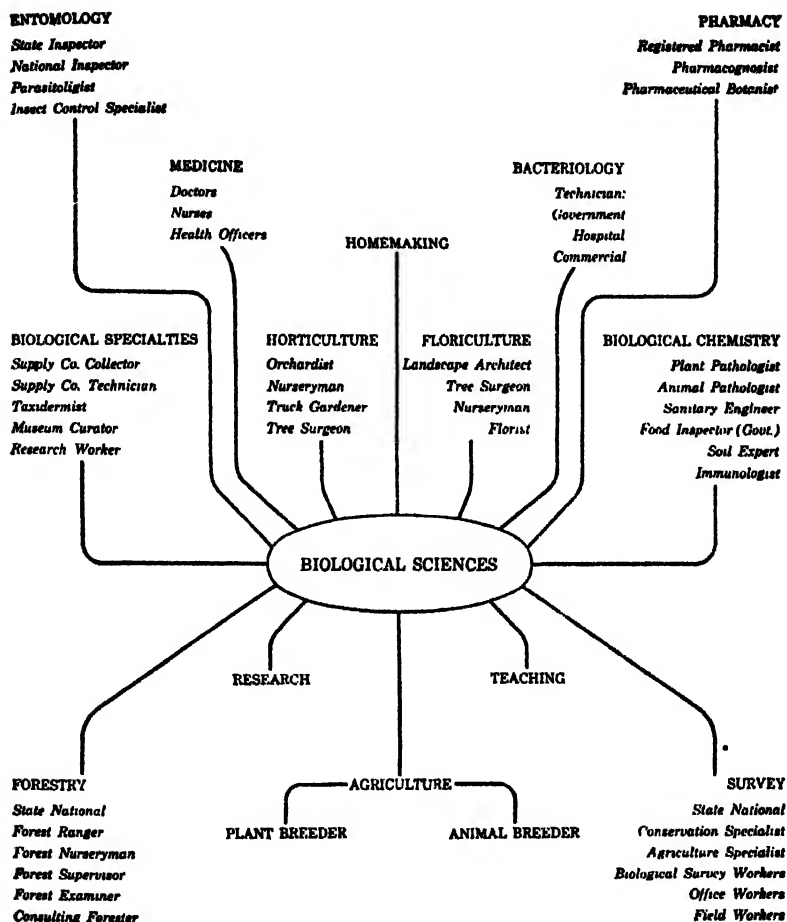 ENTOMOLOGY
State Inspector
National Inspector
Parasitoligist
Insect Control Specialist
PHARMACY
Registered Pharmacist
Pharmacognosist
Pharmaceutical Botanist
MEDICINE
Doctors
Nurses
Health Officers
HOMEMAKING
BACTERIOLOGY
Technician:
Government
Hospital
Commercial
BIOLOGICAL SPECIALTIES
Supply Co. Collector
Supply Co. Technician
Taxidermist
Museum Curator
Research Worker
HORTICULTURE
Orchardist
Nurseryman
Truck Gardener
Tree Surgeon
FLORICULTURE
Landscape Architect
Tree Surgeon
Nurseryman
Florist
BIOLOGICAL CHEMISTRY
Plant Pathologist
Animal Pathologist
Sanitary Engineer
Food Inspector (Govt.)
Soil Expert
Immunologist
BIOLOGICAL SCIENCES
RESEARCH
TEACHING
FORESTRY
State National
Forest Ranger
Forest Nurseryman
Forest Supervisor
Forest Examiner
Consulting Forester
AGRICULTURE
PLANT BREEDER
ANIMAL BREEDER
SURVEY
State National
Conservation Specialist
Agriculture Specialist
Biological Survey Workers
Office Workers
Field Workers